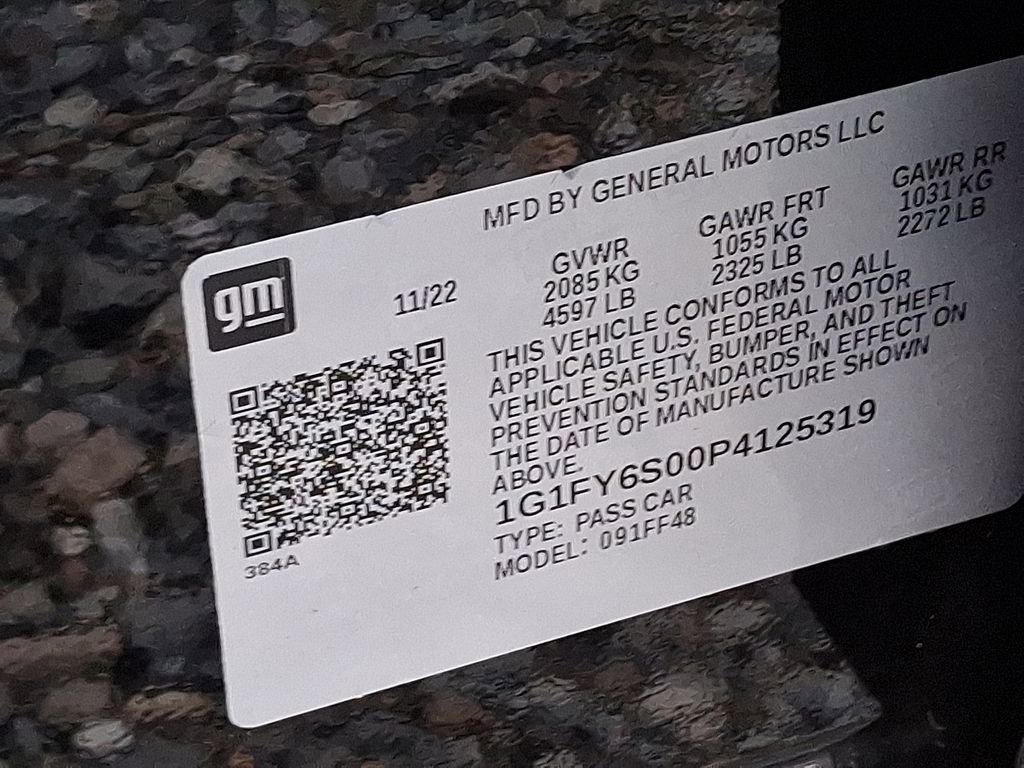 MFD BY GENERAL MOTORS LLC
gm
11/22
GVWR
2085 KG
4597 LB
GAWR FRT
1055 KG
2325 LB
GAWR RR
1031 KG
2272 LB
THIS VEHICLE CONFORMS TO ALL
APPLICABLE U.S. FEDERAL MOTOR
VEHICLE SAFETY, BUMPER, AND THEFT
PREVENTION STANDARDS IN EFFECT ON
THE DATE OF MANUFACTURE SHOWN
ABOVE.
1G1FY6S00P4125319
TYPE: PASS CAR
MODEL: 091FF48
384A